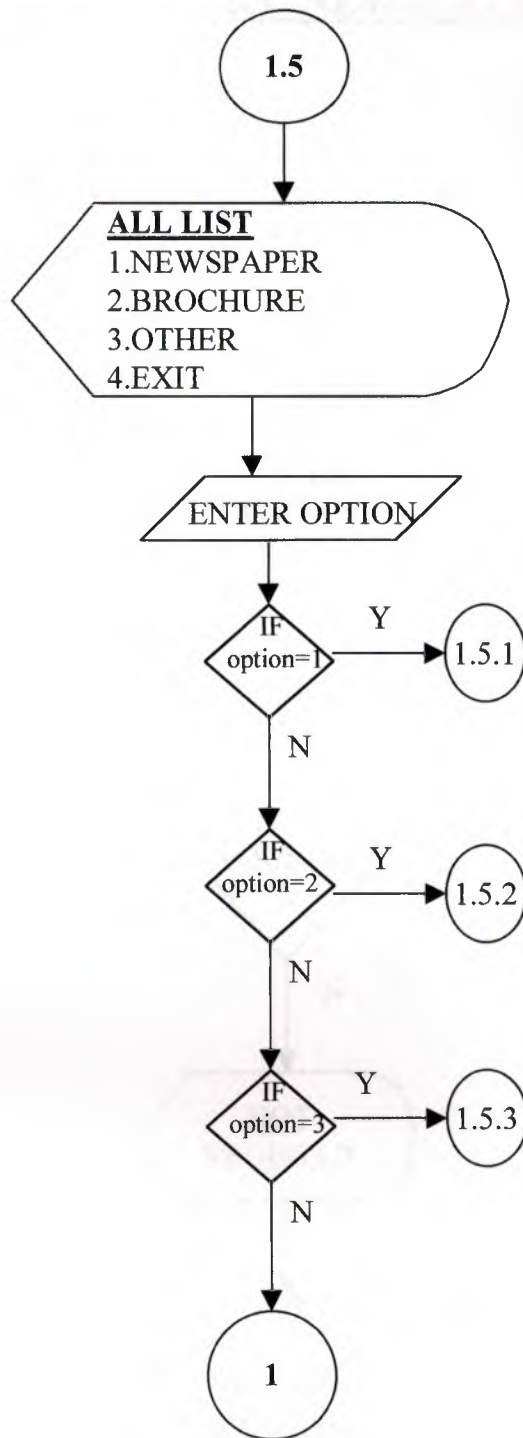 1.5
ALL LIST
1.NEWSPAPER
2.BROCHURE
3.OTHER
4.EXIT
ENTER OPTION
IF
option=1
Y
1.5.1
N
IF
option=2
Y
1.5.2
N
IF
option=3
Y
1.5.3
N
1